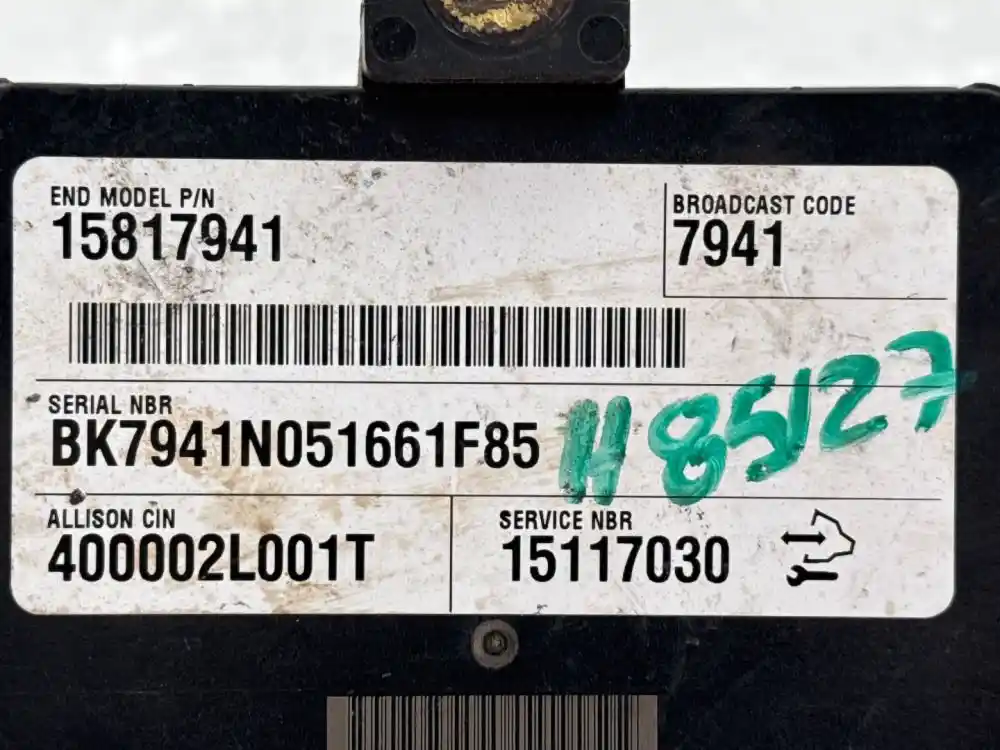 END MODEL P/N
15817941
BROADCAST CODE
7941
SERIAL NBR
BK7941N051661F85
H85127
ALLISON CIN
400002L001T
SERVICE NBR
15117030